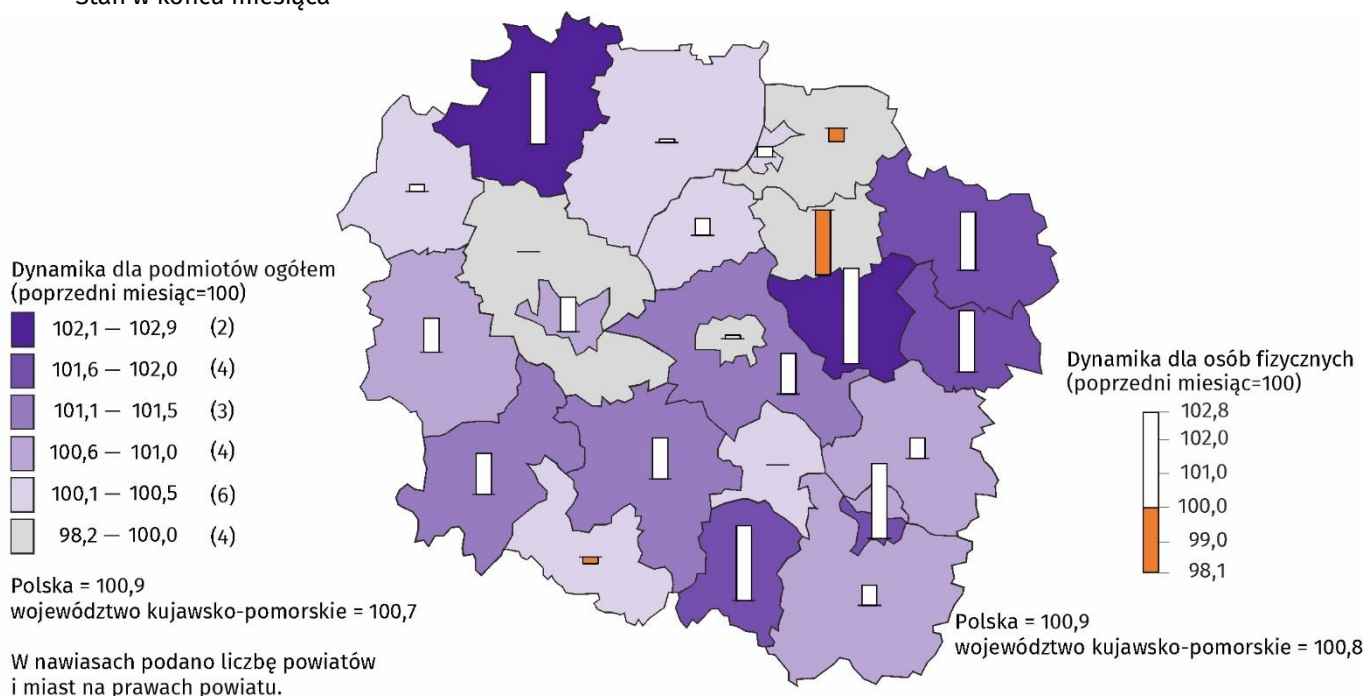 Stan w końcu miesiąca
Dynamika dla podmiotów ogółem
(poprzedni miesiąc=100)
102,1 — 102,9 (2)
101,6 — 102,0 (4)
101,1 — 101,5 (3)
100,6 — 101,0 (4)
100,1 — 100,5 (6)
98,2 — 100,0 (4)
Polska = 100,9
województwo kujawsko-pomorskie = 100,7
W nawiasach podano liczbę powiatów
i miast na prawach powiatu.
Dynamika dla osób fizycznych
(poprzedni miesiąc=100)
102,8
102,0
101,0
100,0
99,0
98,1
Polska = 100,9
województwo kujawsko-pomorskie = 100,8